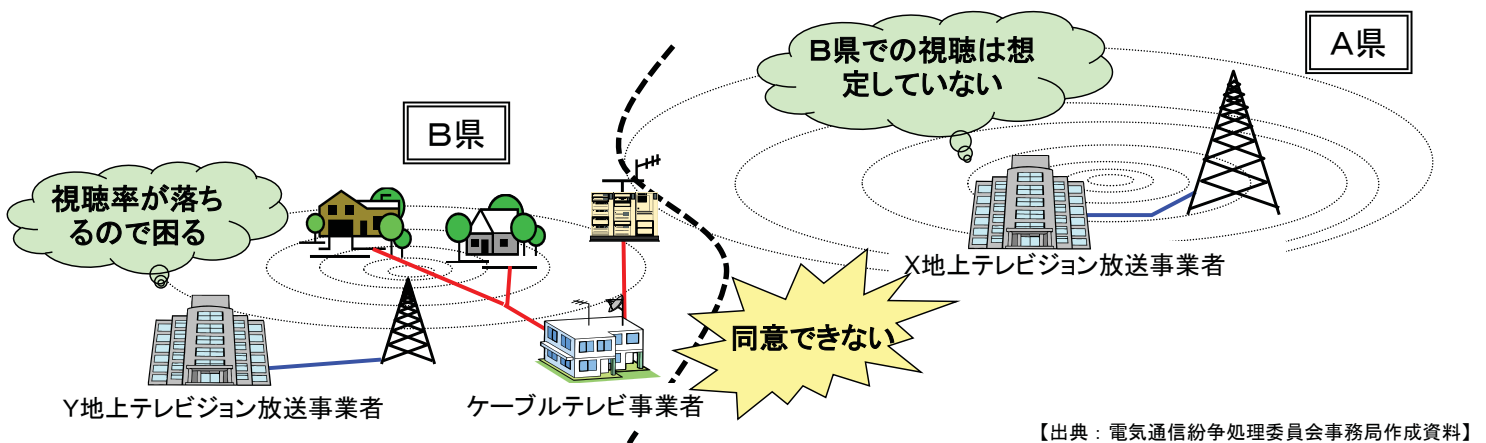 B県での視聴は想
定していない
A県
B県
視聴率が落ち
るので困る
X地上テレビジョン放送事業者
同意できない
Y地上テレビジョン放送事業者
ケーブルテレビ事業者
【出典：電気通信紛争処理委員会事務局作成資料】